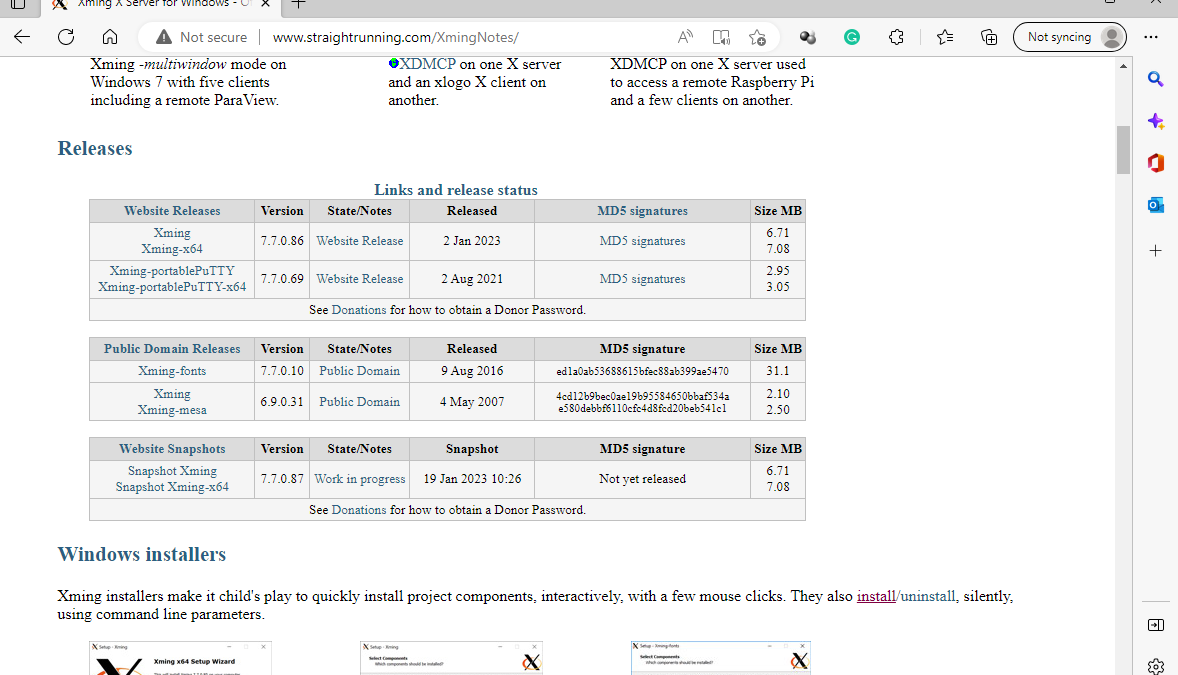 Xming X Server for Windows - O
Not secure
www.straightrunning.com/XmingNotes/
Not syncing
Xming -multiwindow mode on
Windows 7 with five clients
including a remote ParaView.
XDMCP on one X server
and an xlogo X client on
another.
XDMCP on one X server used
to access a remote Raspberry Pi
and a few clients on another.
Releases
Links and release status
Website Releases Version State/Notes Released MD5 signatures Size MB
Xming
Xming-x64
7.7.0.86 Website Release 2 Jan 2023 MD5 signatures
6.71
7.08
Xming-portablePuTTY
Xming-portablePuTTY-x64
7.7.0.69 Website Release 2 Aug 2021 MD5 signatures
2.95
3.05
See Donations for how to obtain a Donor Password.
Public Domain Releases Version State/Notes Released MD5 signature Size MB
Xming-fonts 7.7.0.10 Public Domain 9 Aug 2016 ed1a0ab53688615bfec88ab399ae5470 31.1
Xming
Xming-mesa
6.9.0.31 Public Domain 4 May 2007
4cd12b9bec0ae19b95584650bbaf534a
e580debbf6110cfc4d8fcd20beb541c1
2.10
2.50
Website Snapshots Version State/Notes Snapshot MD5 signature Size MB
Snapshot Xming
Snapshot Xming-x64
7.7.0.87 Work in progress 19 Jan 2023 10:26 Not yet released
6.71
7.08
See Donations for how to obtain a Donor Password.
Windows installers
Xming installers make it child's play to quickly install project components, interactively, with a few mouse clicks. They also install/uninstall, silently,
using command line parameters.
Setup - Xming
Xming x64 Setup Wizard
Setup - Xming
Select Components
Which components should be installed?
Setup - Xming-fonts
Select Components
Which components should be installed?